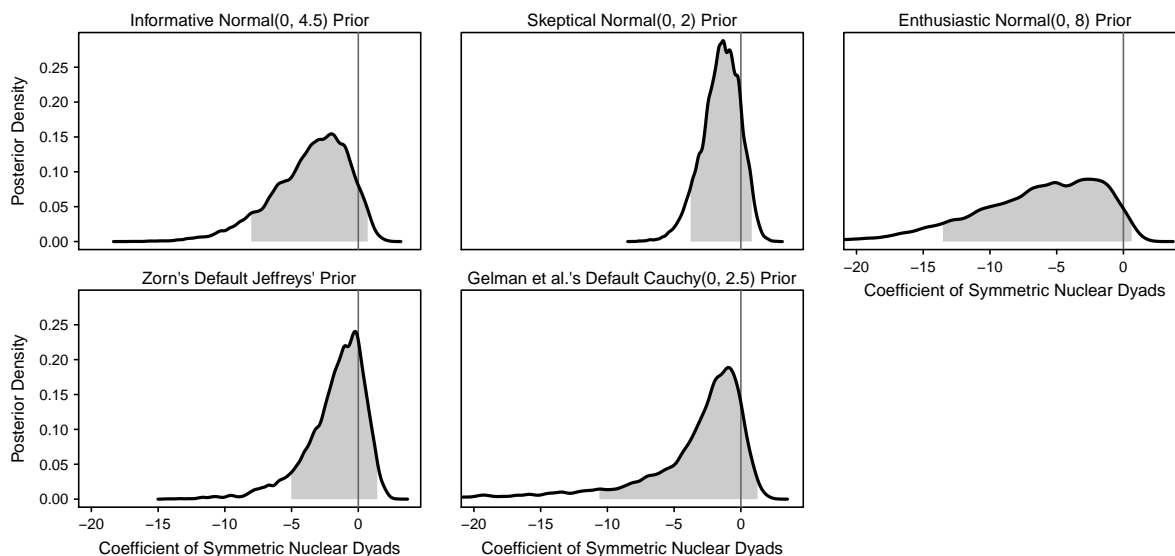 Informative Normal(0, 4.5) Prior
Skeptical Normal(0, 2) Prior
Enthusiastic Normal(0, 8) Prior
Posterior Density
0.25
0.20
0.15
0.10
0.05
0.00
−20 −15 −10 −5 0
Coefficient of Symmetric Nuclear Dyads
Zorn's Default Jeffreys' Prior
Gelman et al.'s Default Cauchy(0, 2.5) Prior
Posterior Density
0.25
0.20
0.15
0.10
0.05
0.00
−20 −15 −10 −5 0
−20 −15 −10 −5 0
Coefficient of Symmetric Nuclear Dyads
Coefficient of Symmetric Nuclear Dyads